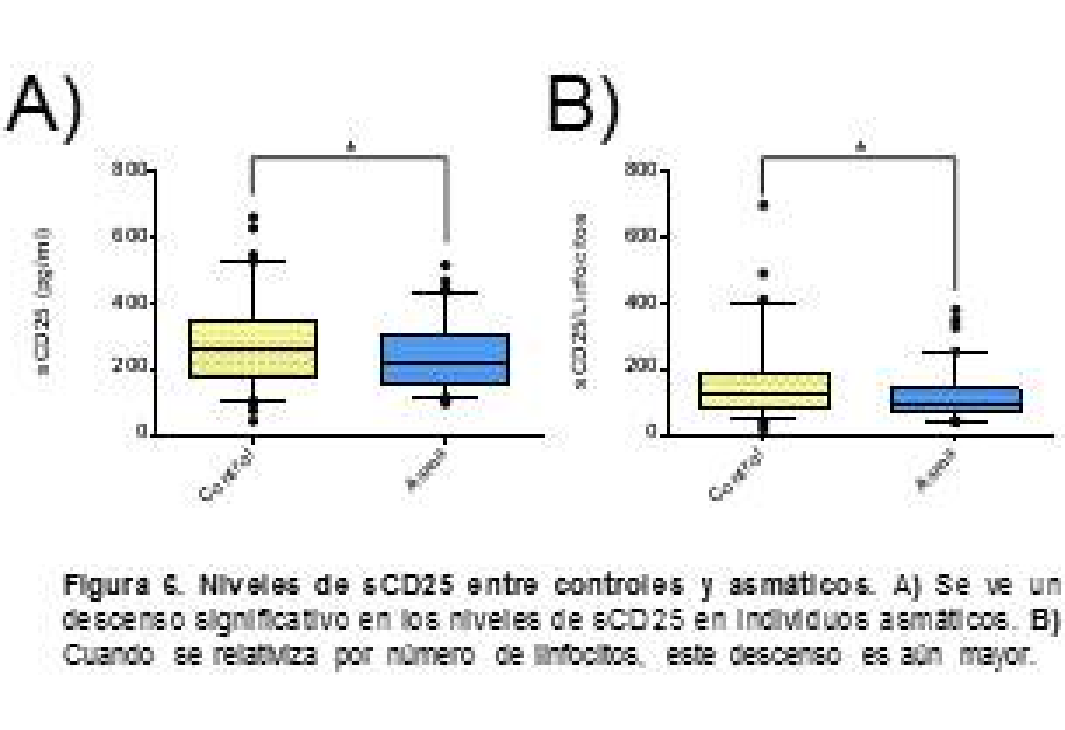 A)
B)
*
*
800
600
400
200
0
sCD25 (pg/ml)
Control
Asma
800
600
400
200
0
sCD25/Linfocitos
Control
Asma
Figura 6. Niveles de sCD25 entre controles y asmáticos. A) Se ve un
descenso significativo en los niveles de sCD25 en individuos asmáticos. B)
Cuando se relativiza por número de linfocitos, este descenso es aún mayor.